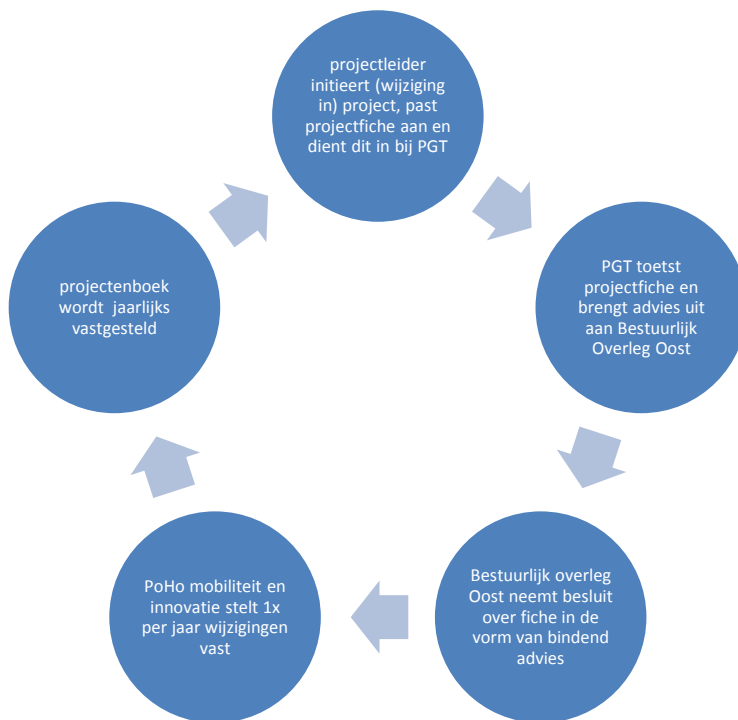 projectleider
initieert (wijziging
in) project, past
projectfiche aan en
dient dit in bij PGT
PGT toetst
projectfiche en
brengt advies uit
aan Bestuurlijk
Overleg Oost
Bestuurlijk overleg
Oost neemt besluit
over fiche in de
vorm van bindend
advies
PoHo mobiliteit en
innovatie stelt 1x
per jaar wijzigingen
vast
projectenboek
wordt jaarlijks
vastgesteld